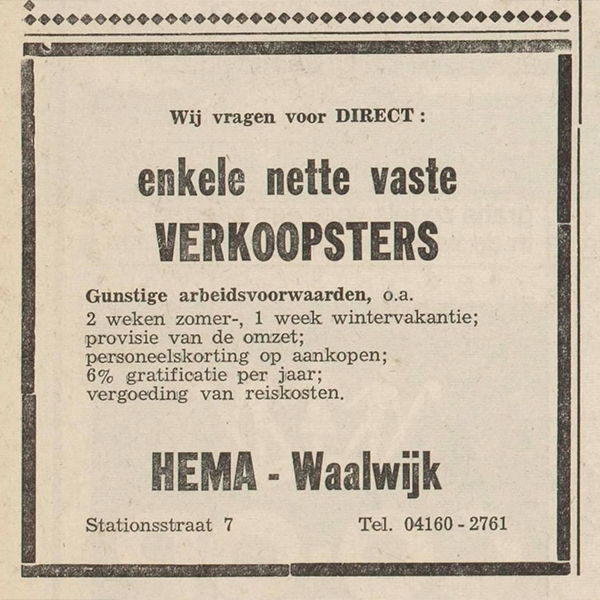 Wij vragen voor DIRECT:
enkele nette vaste
VERKOOPSTERS
Gunstige arbeidsvoorwaarden, o.a.
2 weken zomer-, 1 week wintervakantie;
provisie van de omzet;
personeelskorting op aankopen;
6% gratificatie per jaar;
vergoeding van reiskosten.
HEMA - Waalwijk
Stationsstraat 7 Tel. 04160-2761